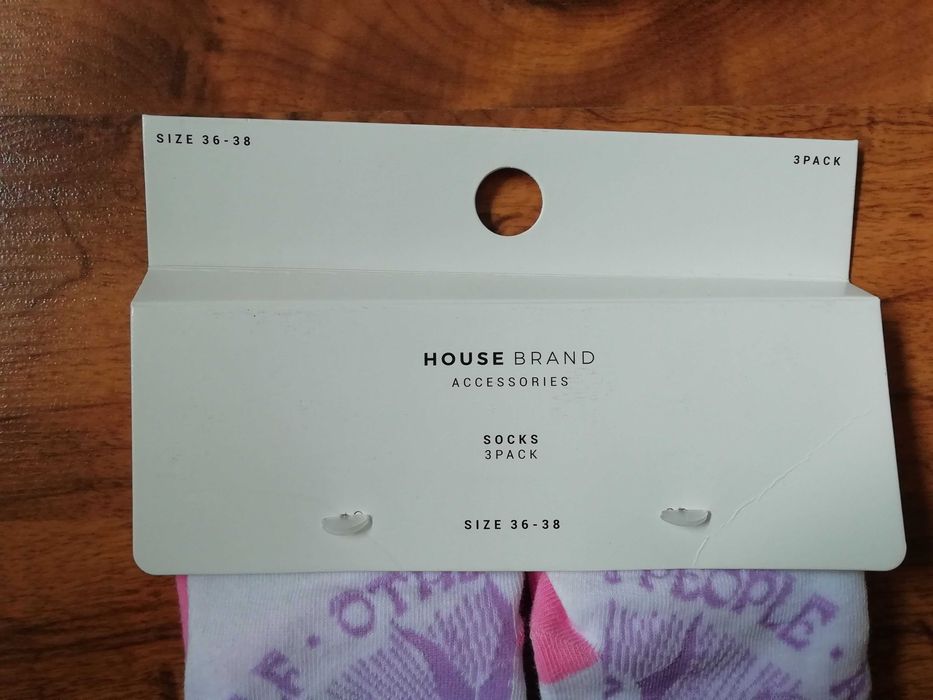 SIZE 36-38
3PACK
HOUSE BRAND
ACCESSORIES
SOCKS
3PACK
SIZE 36-38
PEOPLE.